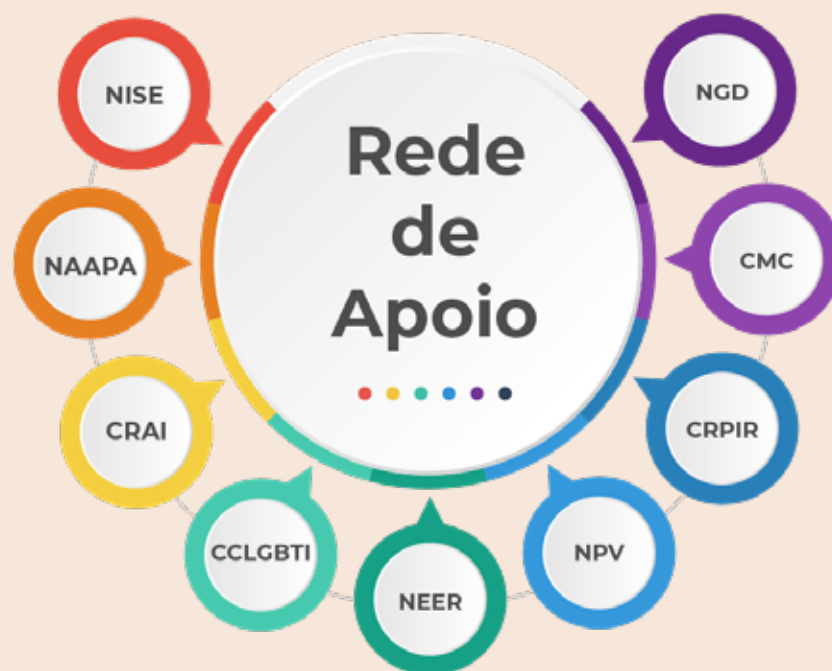 Rede
de
Apoio
NISE
NAAPA
CRAI
CCLGBTI
NEER
NPV
CRPIR
CMC
NGD